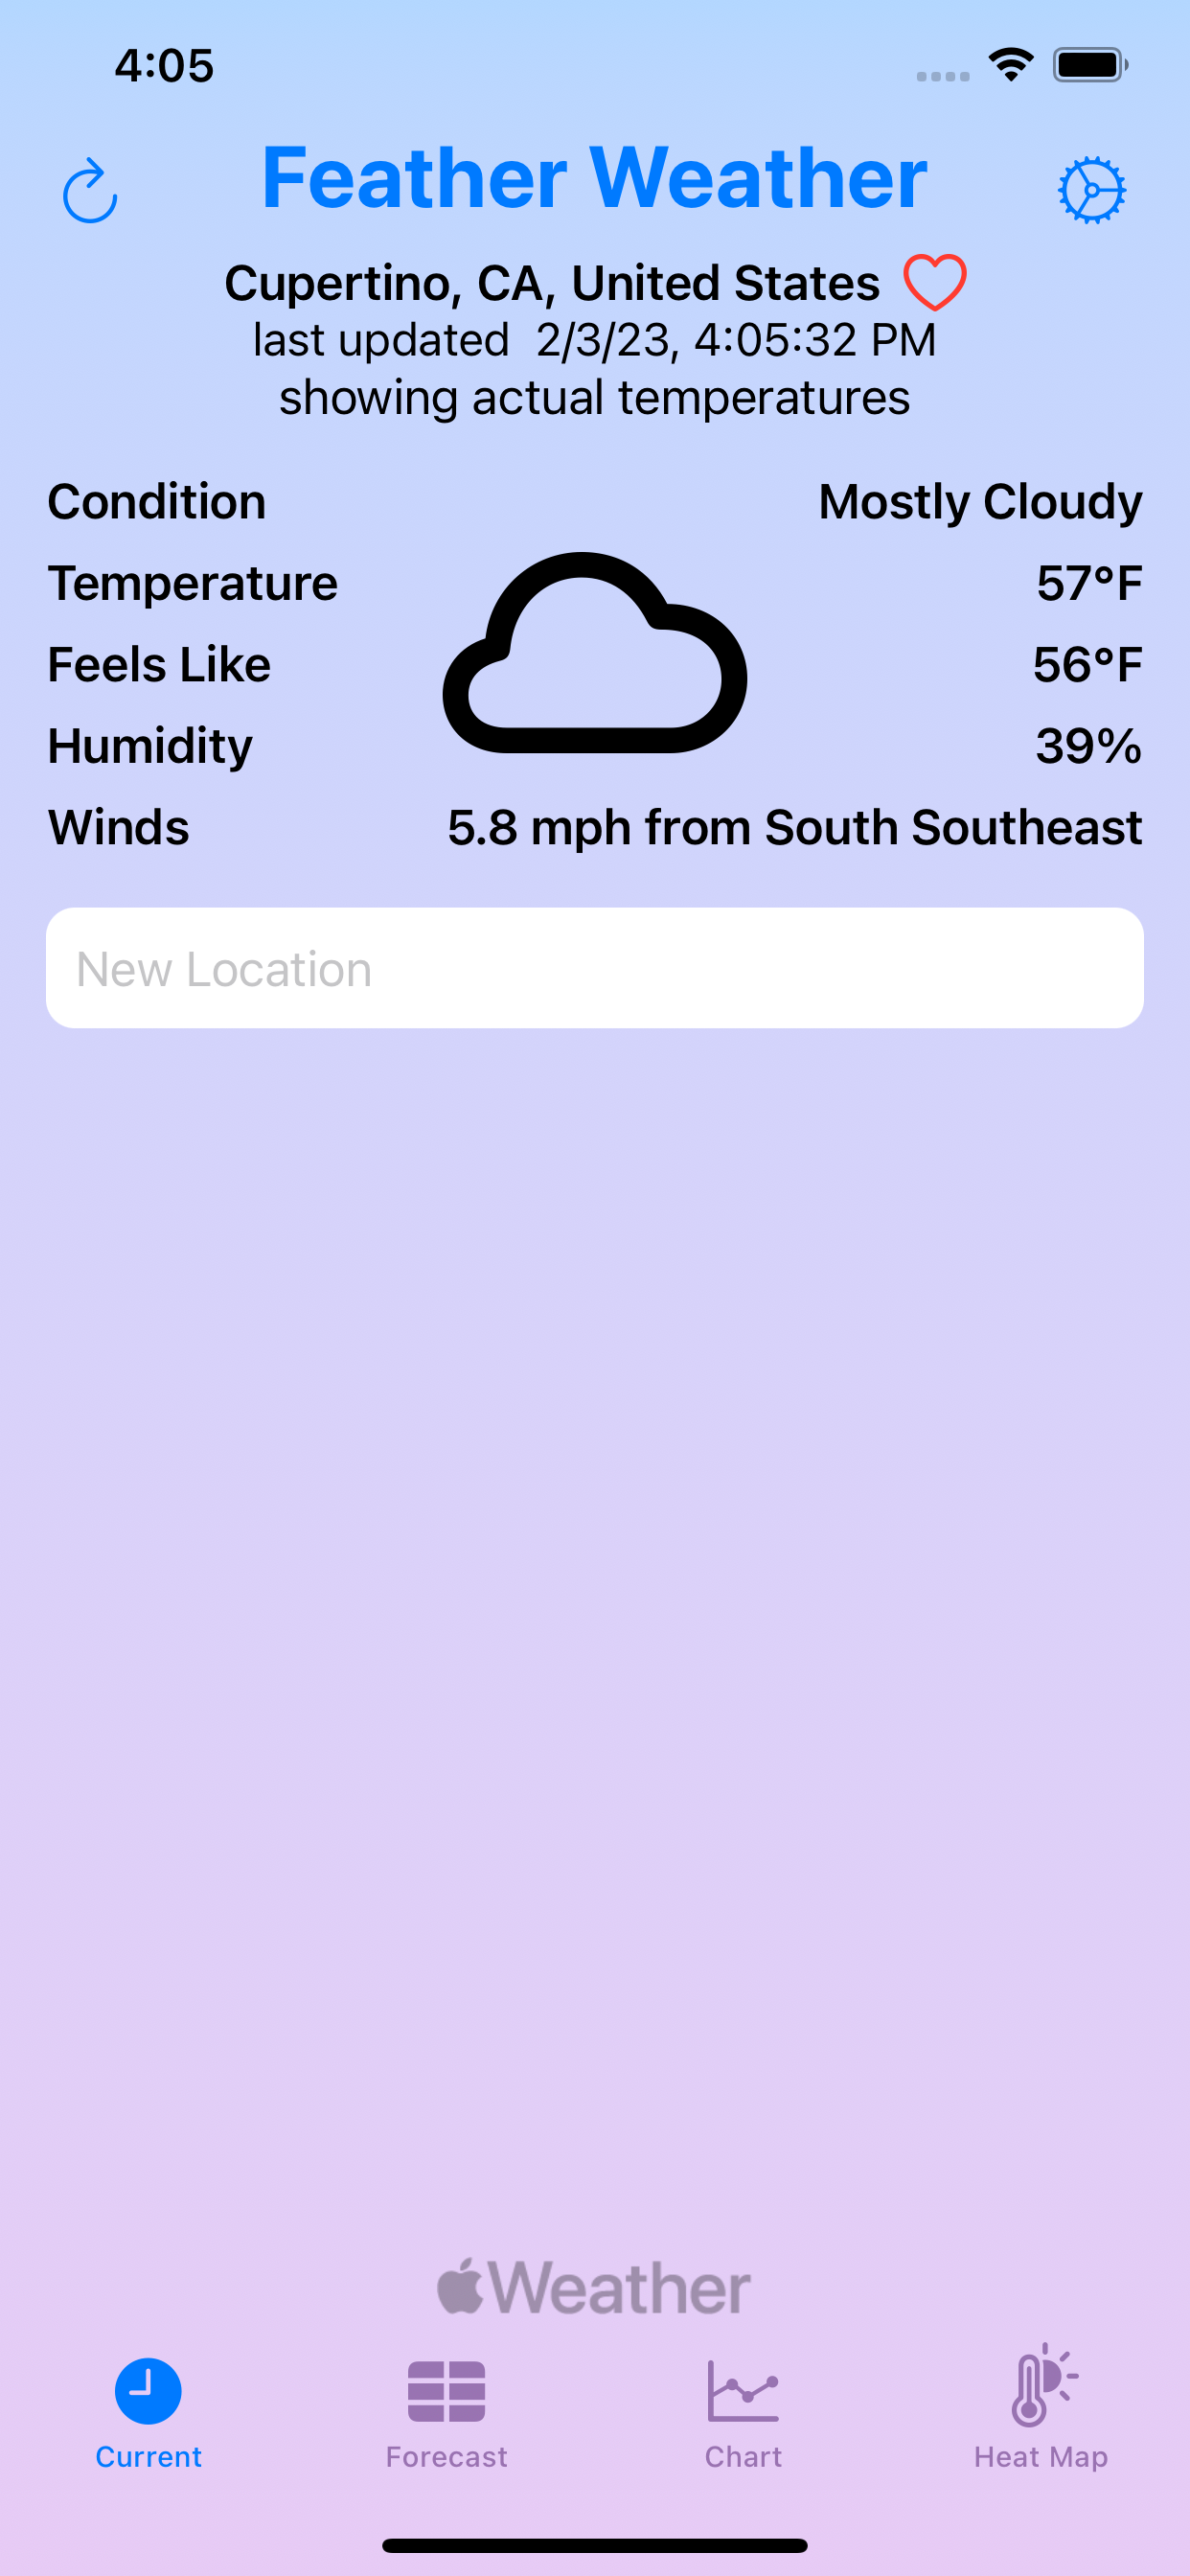 4:05
Feather Weather
Cupertino, CA, United States
last updated  2/3/23, 4:05:32 PM
showing actual temperatures
Condition Mostly Cloudy
Temperature 57°F
Feels Like 56°F
Humidity 39%
Winds 5.8 mph from South Southeast
New Location
Weather
Current Forecast Chart Heat Map